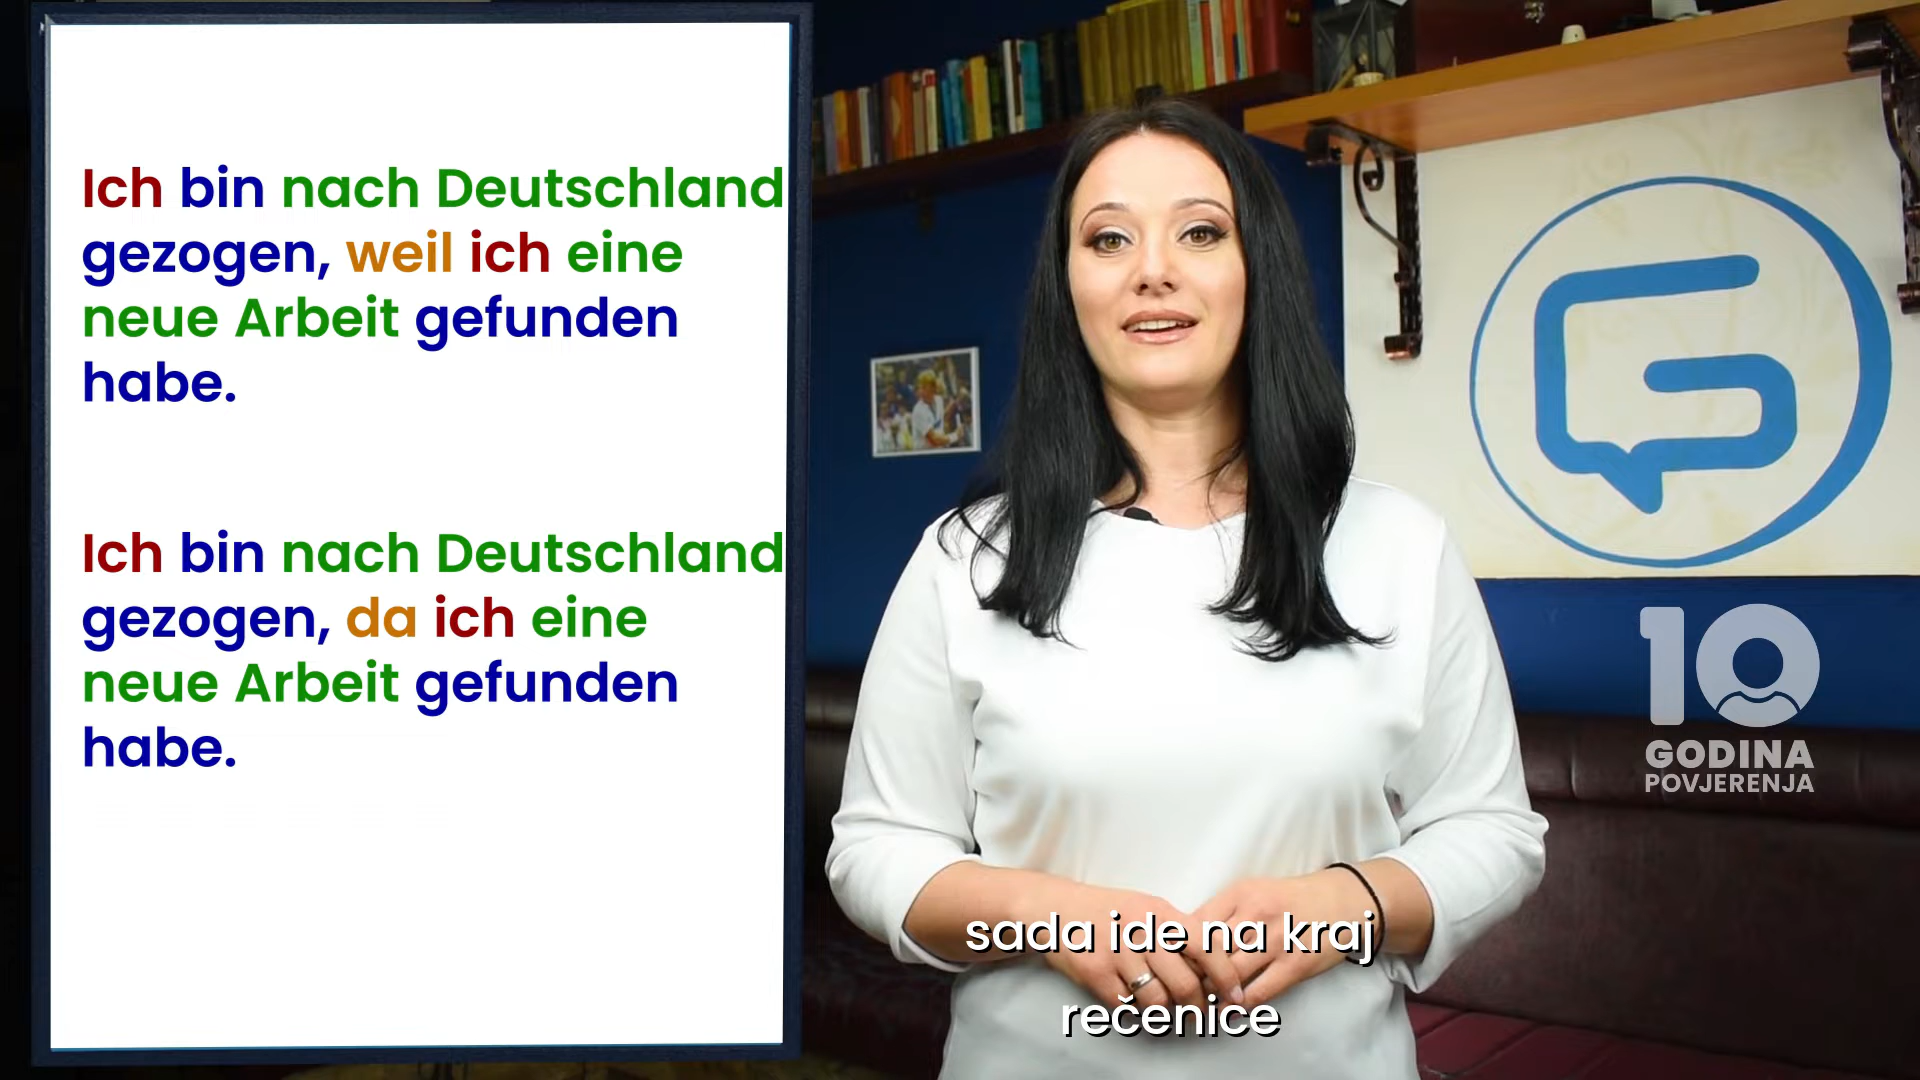 Ich bin nach Deutschland
gezogen, weil ich eine
neue Arbeit gefunden
habe.
Ich bin nach Deutschland
gezogen, da ich eine
neue Arbeit gefunden
habe.
10
GODINA
POVJERENJA
sada ide na kraj
rečenice